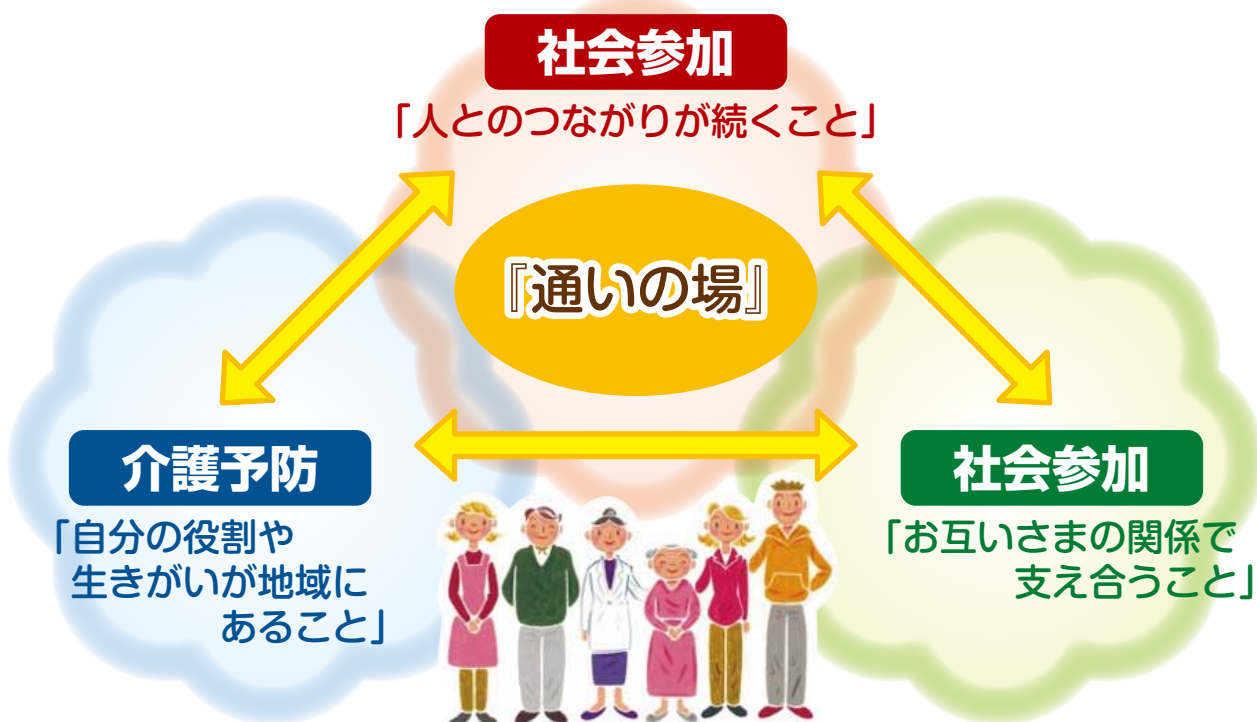 社会参加
「人とのつながりが続くこと」
『通いの場』
介護予防
「自分の役割や
生きがいが地域に
あること」
社会参加
「お互いさまの関係で
支え合うこと」